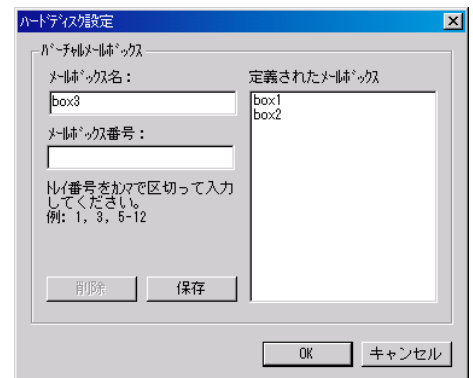 ハードディスク設定
バーチャルメールボックス
メールボックス名：
box3
メールボックス番号：
トレイ番号をカンマで区切って入力
してください。
例: 1, 3, 5-12
削除
保存
定義されたメールボックス
box1
box2
OK
キャンセル